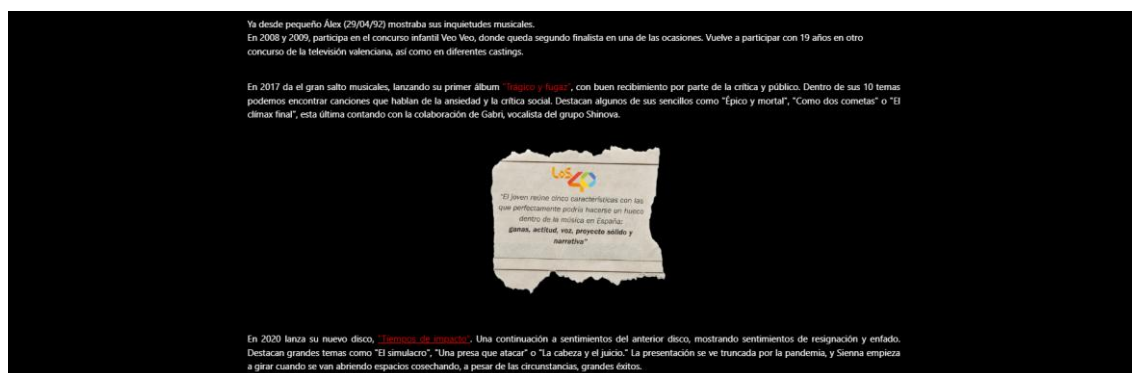 Ya desde pequeño Álex (29/04/92) mostraba sus inquietudes musicales.
En 2008 y 2009, participa en el concurso infantil Veo Veo, donde queda segundo finalista en una de las ocasiones. Vuelve a participar con 19 años en otro
concurso de la televisión valenciana, así como en diferentes castings.
En 2017 da el gran salto musicales, lanzando su primer álbum "Trágico y fugaz", con buen recibimiento por parte de la crítica y público. Dentro de sus 10 temas
podemos encontrar canciones que hablan de la ansiedad y la crítica social. Destacan algunos de sus sencillos como "Épico y mortal", "Como dos cometas" o "El
clímax final", esta última contando con la colaboración de Gabri, vocalista del grupo Shinova.
Los 40
"El joven reúne cinco características con las
que perfectamente podría hacerse un hueco
dentro de la música en España:
ganas, actitud, voz, proyecto sólido y
narrativa"
En 2020 lanza su nuevo disco, "Tiempos de impacto". Una continuación a sentimientos del anterior disco, mostrando sentimientos de resignación y enfado.
Destacan grandes temas como "El simulacro", "Una presa que atacar" o "La cabeza y el juicio." La presentación se ve truncada por la pandemia, y Sienna empieza
a girar cuando se van abriendo espacios cosechando, a pesar de las circunstancias, grandes éxitos.